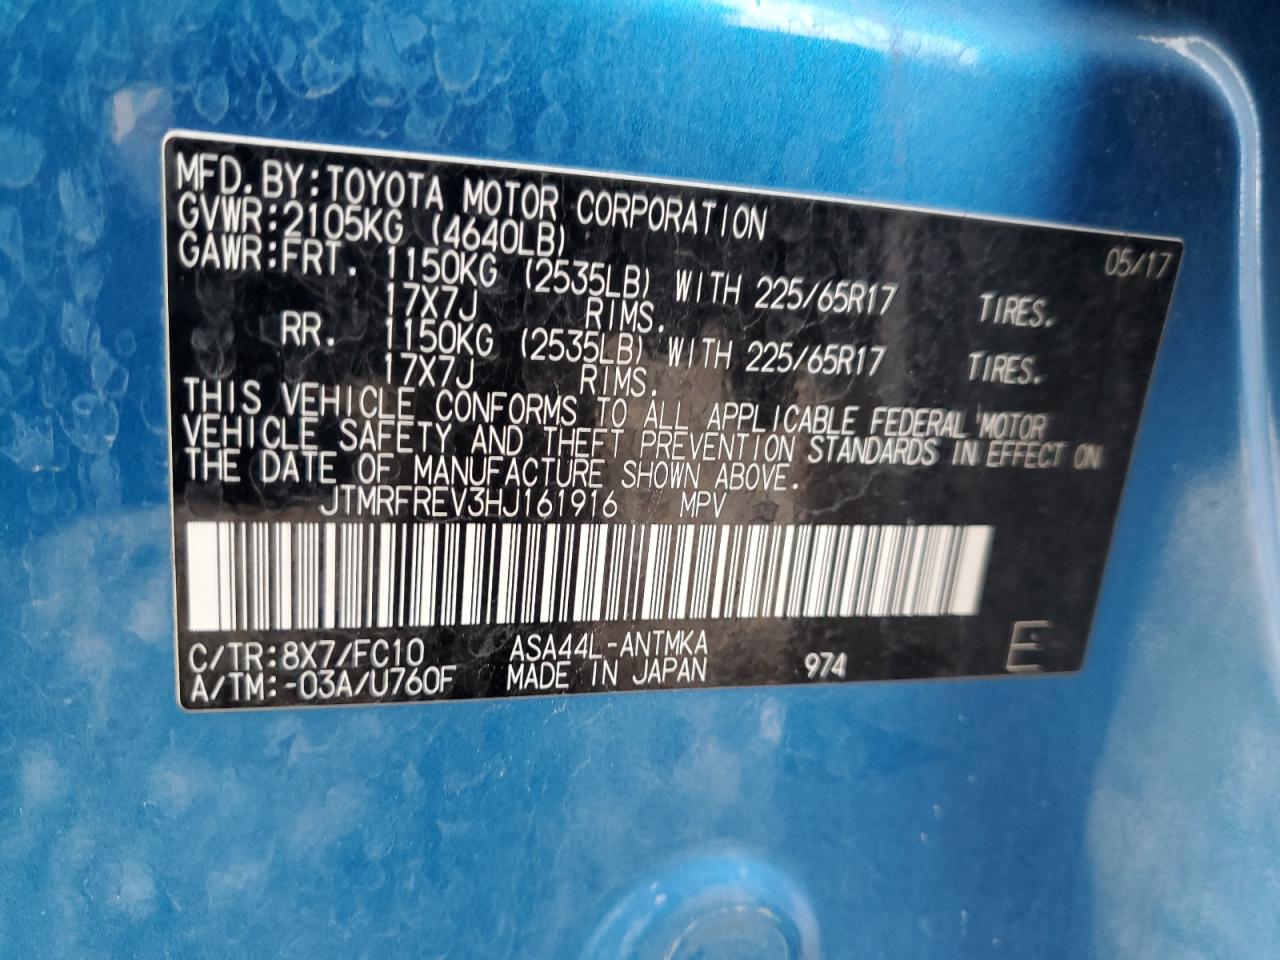 MFD.BY:TOYOTA MOTOR CORPORATION 05/17
GVWR:2105KG (4640LB)
GAWR:FRT. 1150KG (2535LB) WITH 225/65R17 TIRES.
17X7J RIMS.
RR. 1150KG (2535LB) WITH 225/65R17 TIRES.
17X7J RIMS.
THIS VEHICLE CONFORMS TO ALL APPLICABLE FEDERAL MOTOR
VEHICLE SAFETY AND THEFT PREVENTION STANDARDS IN EFFECT ON
THE DATE OF MANUFACTURE SHOWN ABOVE.
JTMRFREV3HJ161916 MPV
C/TR:8X7/FC10 ASA44L-ANTMKA
A/TM:-03A/U760F MADE IN JAPAN 974 E